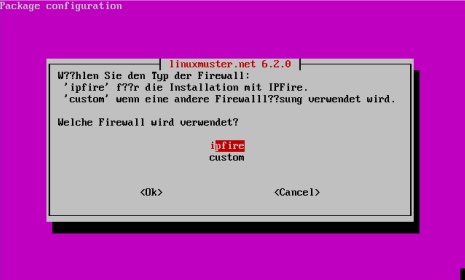 Package configuration
linuxmuster.net 6.2.0
W??hlen Sie den Typ der Firewall:
'ipfire' f??r die Installation mit IPFire.
'custom' wenn eine andere Firewalll??sung verwendet wird.
Welche Firewall wird verwendet?
ipfire
custom
<Ok> <Cancel>